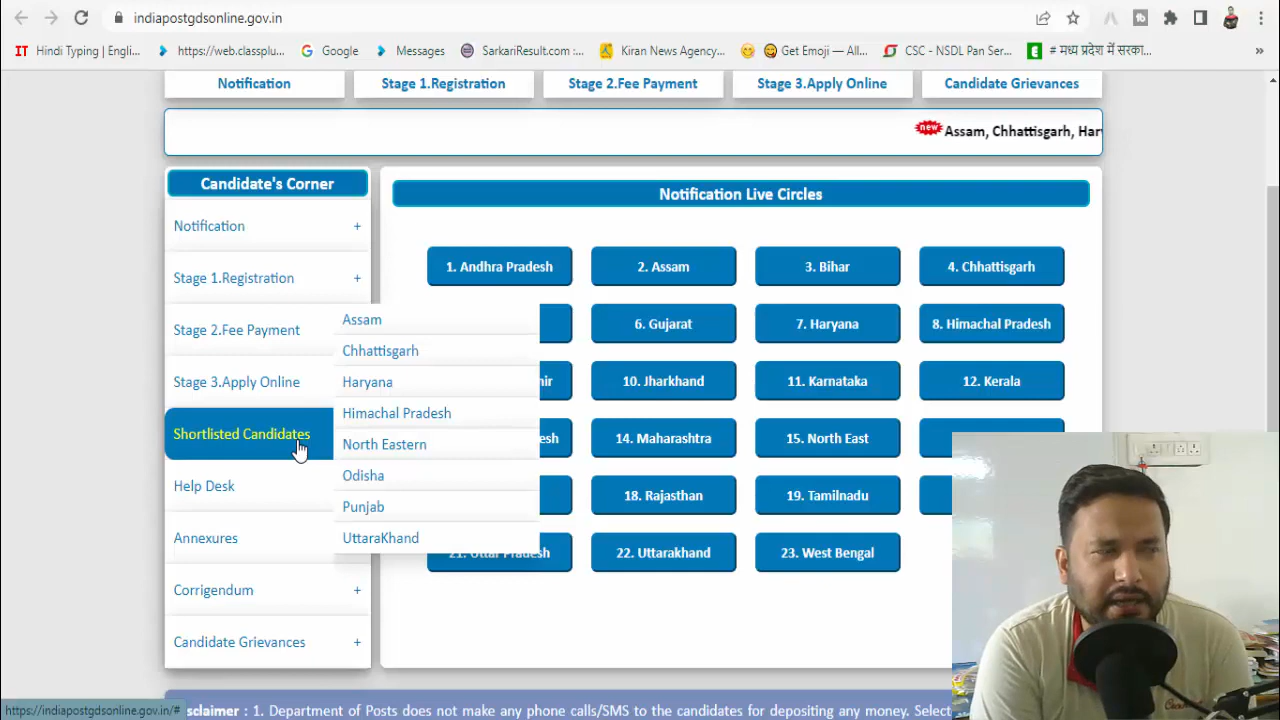 indiapostgdsonline.gov.in
IT Hindi Typing | Engli...
https://web.classplu...
Google
Messages
SarkariResult.com :...
Kiran News Agency...
Get Emoji — All...
CSC - NSDL Pan Ser...
# मध्य प्रदेश में सरका...
»
Notification
Stage 1.Registration
Stage 2.Fee Payment
Stage 3.Apply Online
Candidate Grievances
new Assam, Chhattisgarh, Har
Candidate's Corner
Notification +
Stage 1.Registration +
Stage 2.Fee Payment
Stage 3.Apply Online
Shortlisted Candidates
Help Desk
Annexures
Corrigendum +
Candidate Grievances +
Assam
Chhattisgarh
Haryana
Himachal Pradesh
North Eastern
Odisha
Punjab
UttaraKhand
Notification Live Circles
1. Andhra Pradesh
2. Assam
3. Bihar
4. Chhattisgarh
6. Gujarat
7. Haryana
8. Himachal Pradesh
10. Jharkhand
11. Karnataka
12. Kerala
14. Maharashtra
15. North East
18. Rajasthan
19. Tamilnadu
21. Uttar Pradesh
22. Uttarakhand
23. West Bengal
https://indiapostgdsonline.gov.in/#
isclaimer : 1. Department of Posts does not make any phone calls/SMS to the candidates for depositing any money. Select